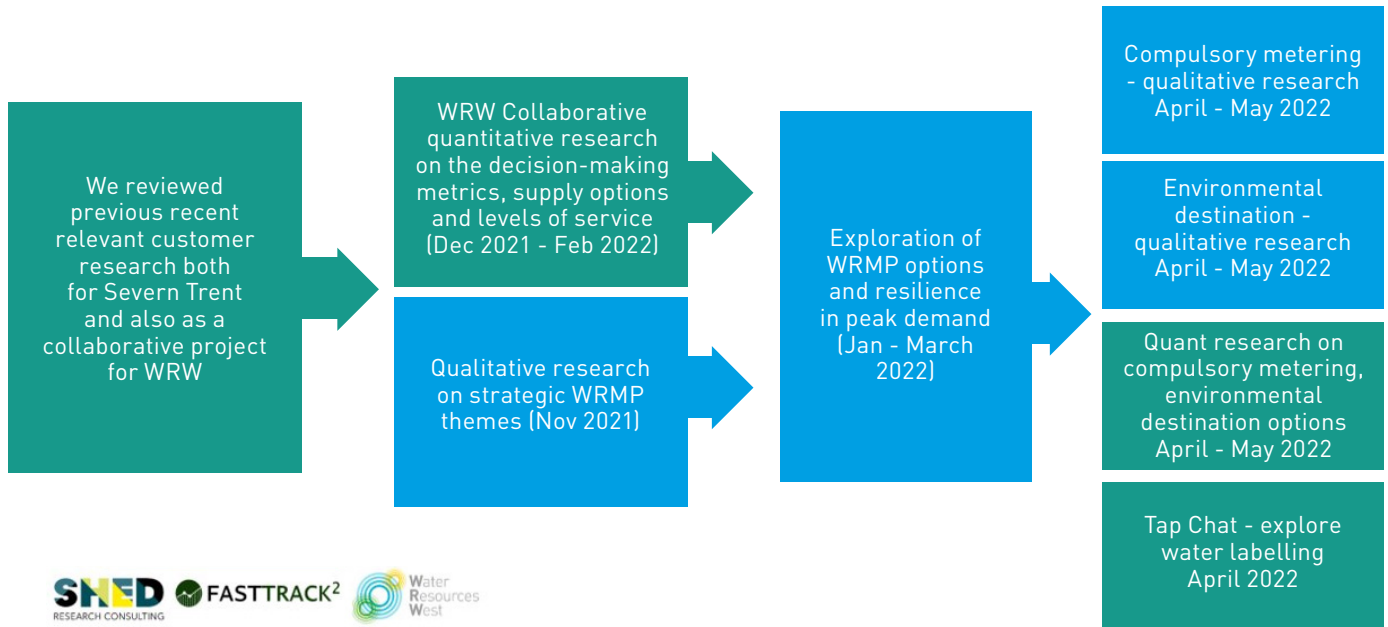 We reviewed
previous recent
relevant customer
research both
for Severn Trent
and also as a
collaborative project
for WRW
WRW Collaborative
quantitative research
on the decision-making
metrics, supply options
and levels of service
(Dec 2021 - Feb 2022)
Qualitative research
on strategic WRMP
themes (Nov 2021)
Exploration of
WRMP options
and resilience
in peak demand
(Jan - March
2022)
Compulsory metering
- qualitative research
April - May 2022
Environmental
destination -
qualitative research
April - May 2022
Quant research on
compulsory metering,
environmental
destination options
April - May 2022
Tap Chat - explore
water labelling
April 2022
SHED
RESEARCH CONSULTING
FASTTRACK²
Water
Resources
West